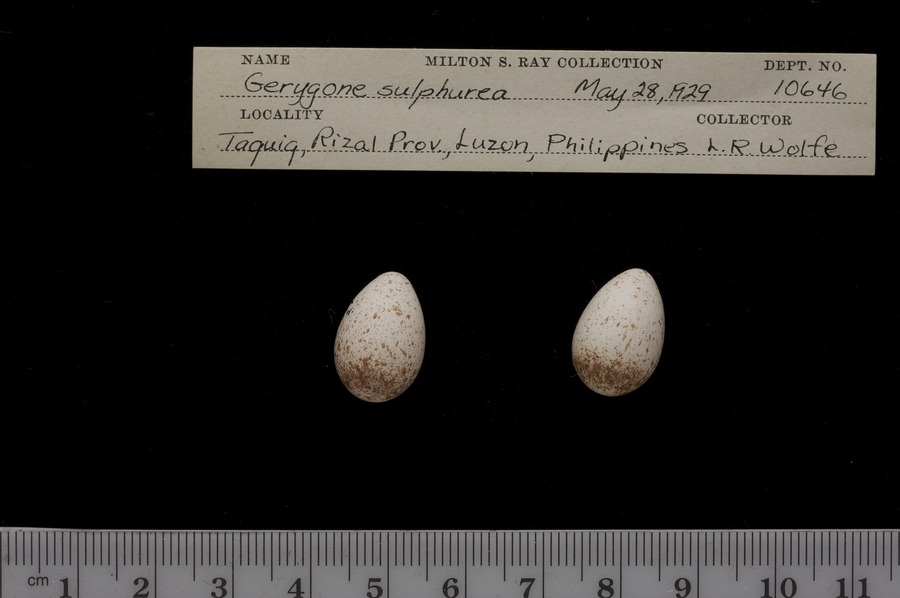 NAME MILTON S. RAY COLLECTION DEPT. NO.
Gerygone sulphurea May 28, 1929 10646
LOCALITY COLLECTOR
Taquig, Rizal Prov., Luzon, Philippines L. R. Wolfe
cm 1 2 3 4 5 6 7 8 9 10 11